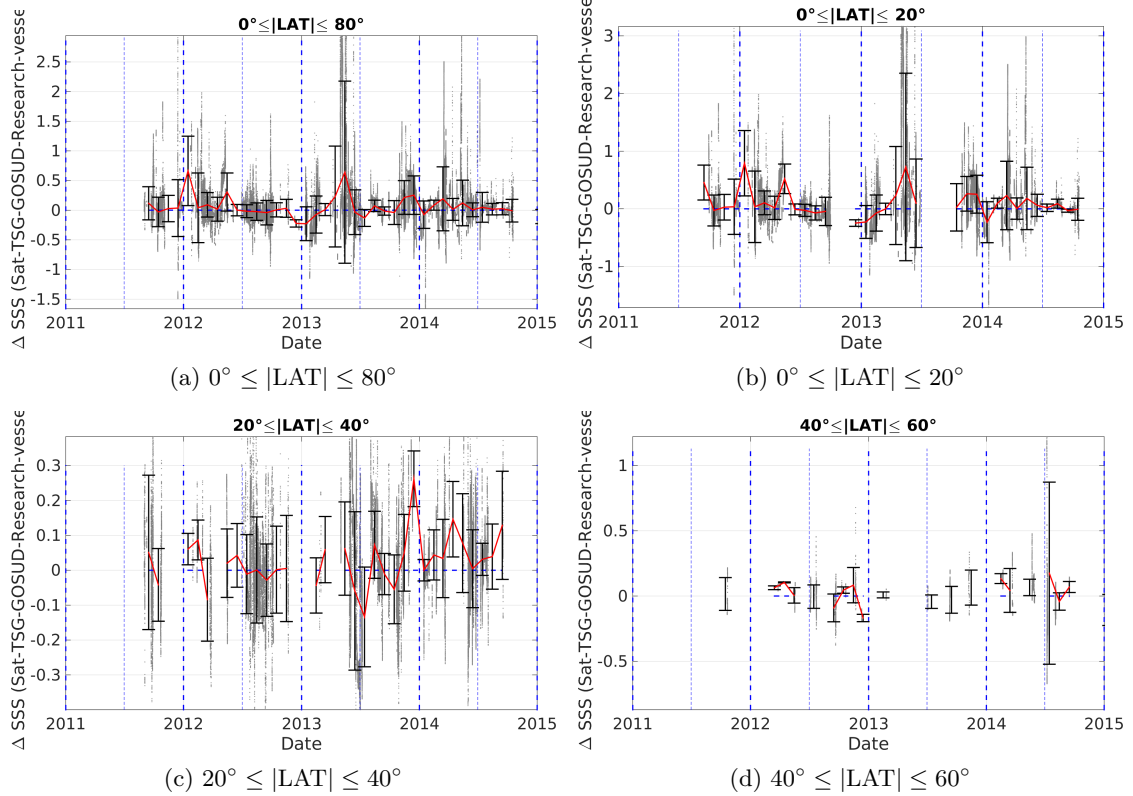 0°≤|LAT|≤ 80°
Δ SSS (Sat-TSG-GOSUD-Research-vesse
2.5
2
1.5
1
0.5
0
-0.5
-1
-1.5
2011 2012 2013 2014 2015
Date
(a) 0° ≤ |LAT| ≤ 80°
0°≤|LAT|≤ 20°
Δ SSS (Sat-TSG-GOSUD-Research-vesse
3
2
1
0
-1
2011 2012 2013 2014 2015
Date
(b) 0° ≤ |LAT| ≤ 20°
20°≤|LAT|≤ 40°
Δ SSS (Sat-TSG-GOSUD-Research-vesse
0.3
0.2
0.1
0
-0.1
-0.2
-0.3
2011 2012 2013 2014 2015
Date
(c) 20° ≤ |LAT| ≤ 40°
40°≤|LAT|≤ 60°
Δ SSS (Sat-TSG-GOSUD-Research-vesse
1
0.5
0
-0.5
2011 2012 2013 2014 2015
Date
(d) 40° ≤ |LAT| ≤ 60°